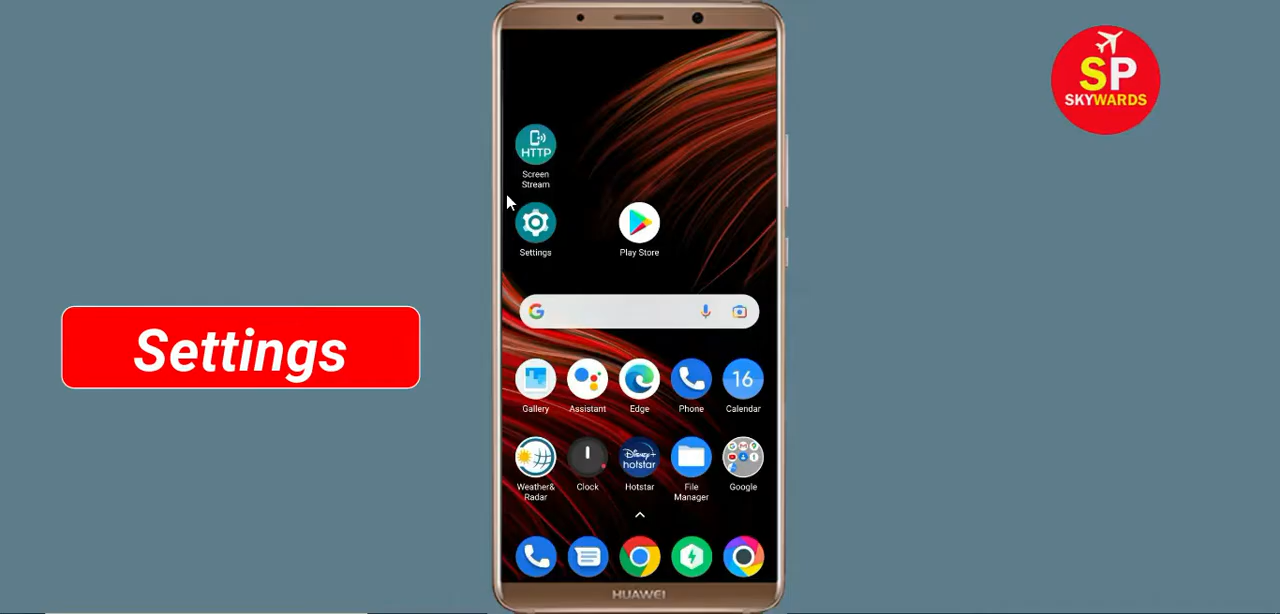 SP
SKYWARDS
HTTP
Screen
Stream
Settings
Play Store
Settings
G
16
Gallery
Assistant
Edge
Phone
Calendar
Disney+
hotstar
Weather&
Radar
Clock
Hotstar
File
Manager
Google
HUAWEI